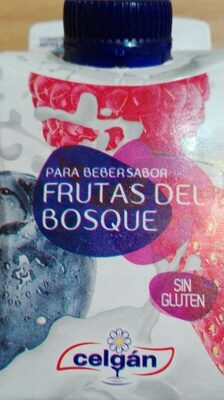 PARA BEBER SABOR
FRUTAS DEL
BOSQUE
SIN
GLUTEN
celgán